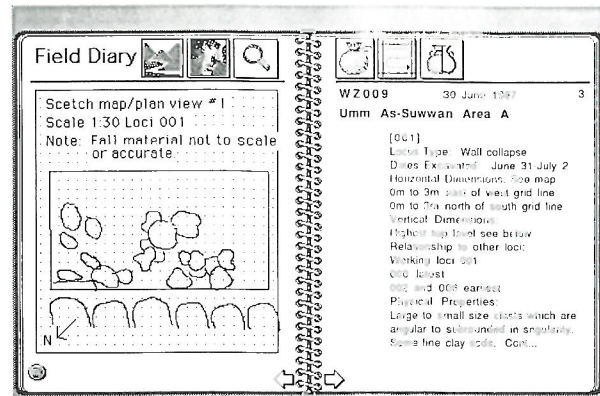 Field Diary
Scetch map/plan view #1
Scale 1:30 Loci 001
Note: Fall material not to scale
or accurate
N
WZ009 30 June 1987 3
Umm As-Suwwan Area A
[001]
Locus Type: Wall collapse
Dates Excavated: June 31-July 2
Horizontal Dimensions: See map
0m to 3m east of west grid line
0m to 3m north of south grid line
Vertical Dimensions:
Highest top level see below
Relationship to other loci:
Working loci 001
000 latest
002 and 006 earliest
Physical Properties:
Large to small size clasts which are
angular to subrounded in angularity.
Some fine clay Cont...